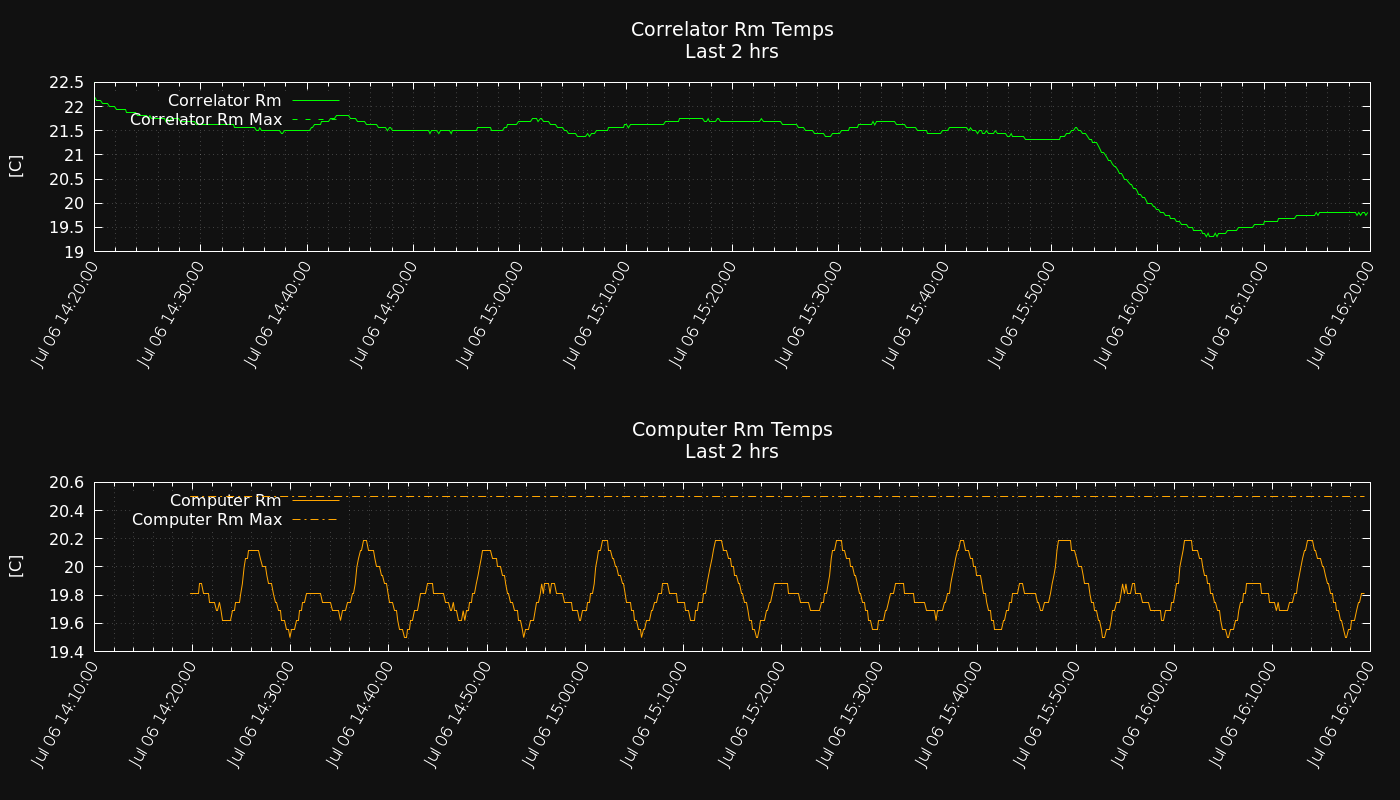 Correlator Rm Temps
Last 2 hrs
[C]
22.5
22
21.5
21
20.5
20
19.5
19
Correlator Rm
Correlator Rm Max
Jul 06 14:20:00
Jul 06 14:30:00
Jul 06 14:40:00
Jul 06 14:50:00
Jul 06 15:00:00
Jul 06 15:10:00
Jul 06 15:20:00
Jul 06 15:30:00
Jul 06 15:40:00
Jul 06 15:50:00
Jul 06 16:00:00
Jul 06 16:10:00
Jul 06 16:20:00
Computer Rm Temps
Last 2 hrs
[C]
20.6
20.4
20.2
20
19.8
19.6
19.4
Computer Rm
Computer Rm Max
Jul 06 14:10:00
Jul 06 14:20:00
Jul 06 14:30:00
Jul 06 14:40:00
Jul 06 14:50:00
Jul 06 15:00:00
Jul 06 15:10:00
Jul 06 15:20:00
Jul 06 15:30:00
Jul 06 15:40:00
Jul 06 15:50:00
Jul 06 16:00:00
Jul 06 16:10:00
Jul 06 16:20:00